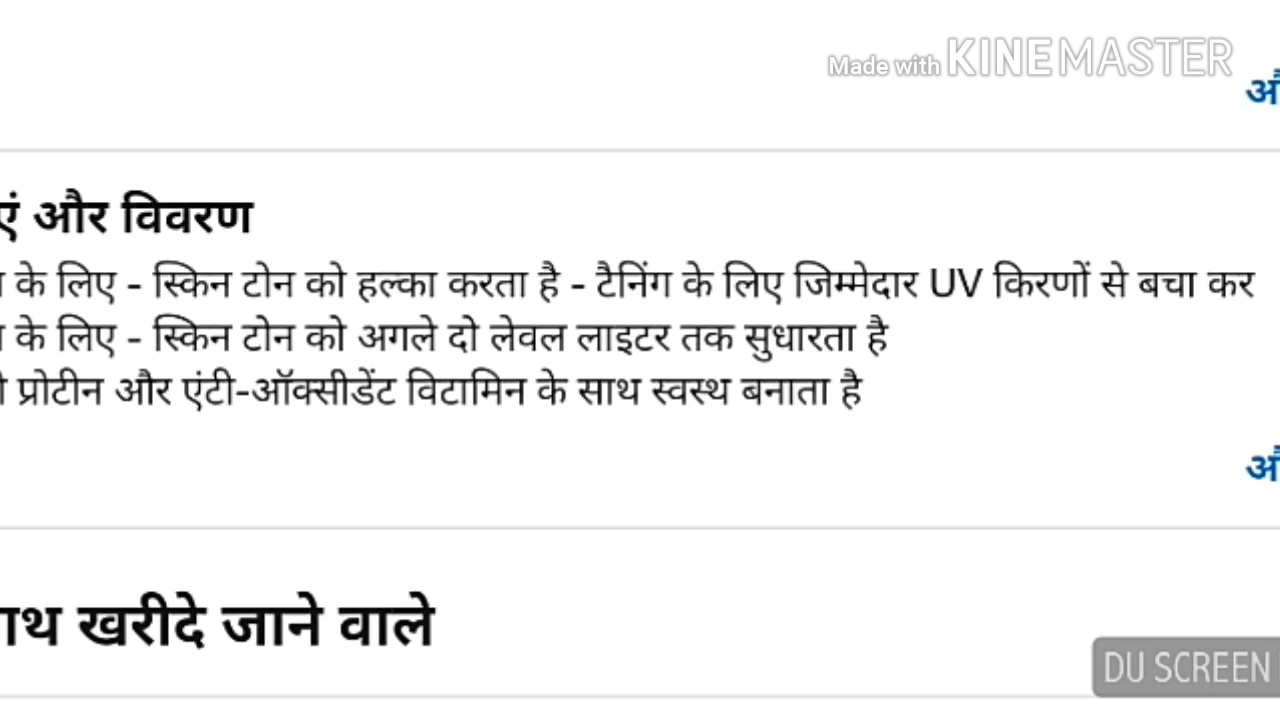 Made with KINEMASTER
और विवरण
के लिए - स्किन टोन को हल्का करता है - टैनिंग के लिए जिम्मेदार UV किरणों से बचा कर
के लिए - स्किन टोन को अगले दो लेवल लाइटर तक सुधारता है
प्रोटीन और एंटी-ऑक्सीडेंट विटामिन के साथ स्वस्थ बनाता है
खरीदे जाने वाले
DU SCREEN